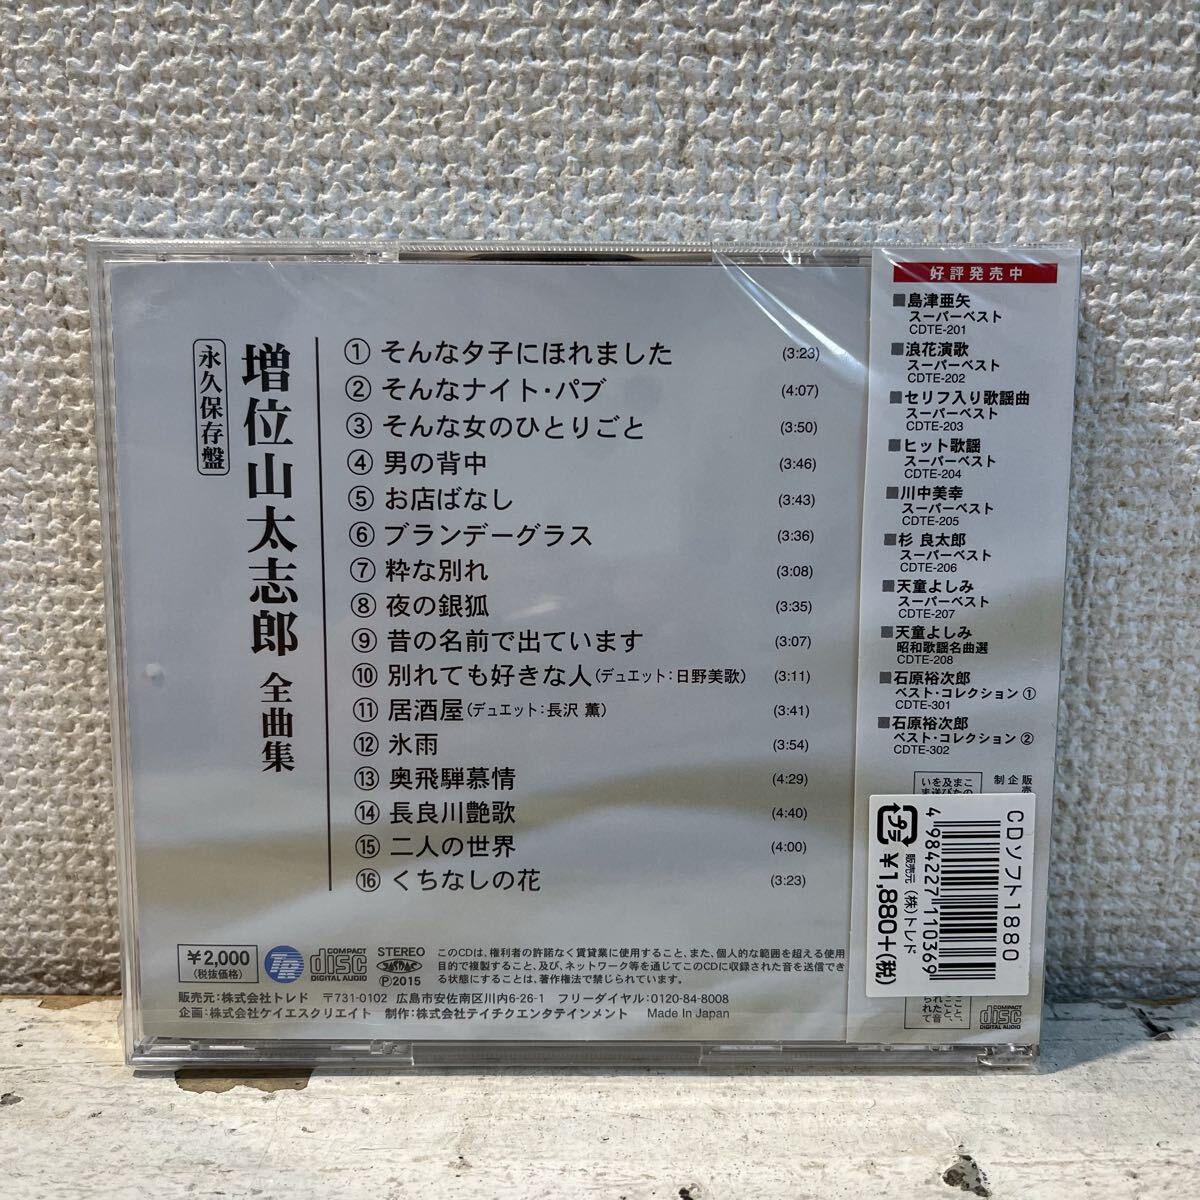 永久保存盤
増位山太志郎 全曲集
① そんな夕子にほれました (3:23)
② そんなナイト・パブ (4:07)
③ そんな女のひとりごと (3:50)
④ 男の背中 (3:46)
⑤ お店ばなし (3:43)
⑥ ブランデーグラス (3:36)
⑦ 粋な別れ (3:08)
⑧ 夜の銀狐 (3:35)
⑨ 昔の名前で出ています (3:07)
⑩ 別れても好きな人(デュエット:日野美歌) (3:11)
⑪ 居酒屋(デュエット:長沢 薫) (3:41)
⑫ 氷雨 (3:54)
⑬ 奥飛騨慕情 (4:29)
⑭ 長良川艶歌 (4:40)
⑮ 二人の世界 (4:00)
⑯ くちなしの花 (3:23)
¥2,000
(税抜価格)
TR
COMPACT
disc
DIGITAL AUDIO
STEREO
JASRAC
Ⓟ2015
このCDは、権利者の許諾なく賃貸業に使用すること、また、個人的な範囲を超える使用
目的で複製すること、及び、ネットワーク等を通じてこのCDに収録された音を送信でき
る状態にすることは、著作権法で禁じられています。
販売元:株式会社トレド 〒731-0102 広島市安佐南区川内6-26-1 フリーダイヤル:0120-84-8008
企画:株式会社ケイエスクリエイト 制作:株式会社テイチクエンタテインメント Made In Japan
好評発売中
■島津亜矢
スーパーベスト
CDTE-201
■浪花演歌
スーパーベスト
CDTE-202
■セリフ入り歌謡曲
スーパーベスト
CDTE-203
■ヒット歌謡
スーパーベスト
CDTE-204
■川中美幸
スーパーベスト
CDTE-205
■杉 良太郎
スーパーベスト
CDTE-206
■天童よしみ
スーパーベスト
CDTE-207
■天童よしみ
昭和歌謡名曲選
CDTE-208
■石原裕次郎
ベスト・コレクション ①
CDTE-301
■石原裕次郎
ベスト・コレクション ②
CDTE-302
販売
企
制
CDソフト1880
4984227110369
販売元 (株)トレド
プラ
¥1,880+(税)
COMPACT
disc
DIGITAL AUDIO